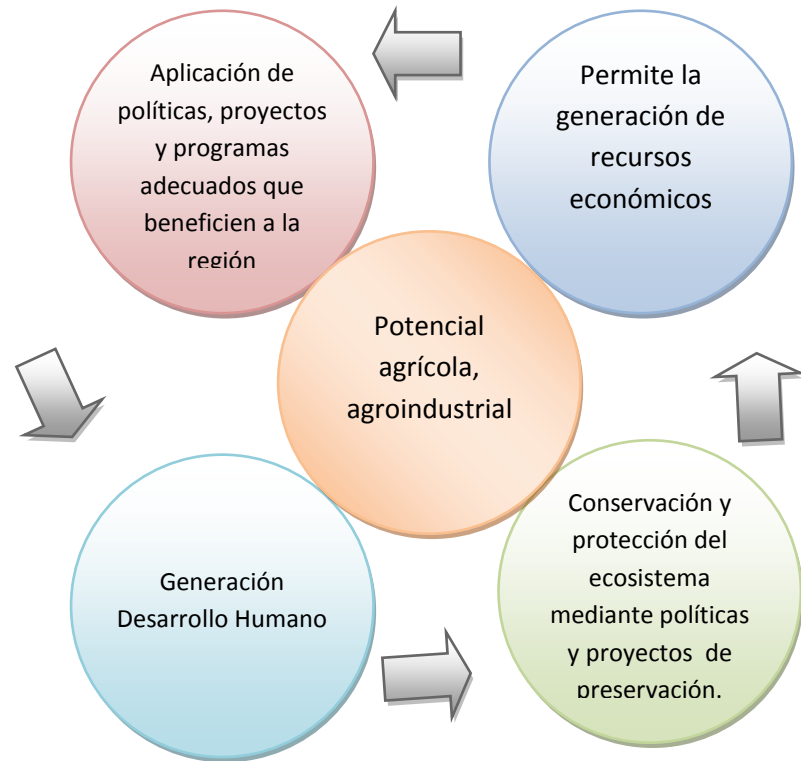 Aplicación de
políticas, proyectos
y programas
adecuados que
beneficien a la
región
Permite la
generación de
recursos
económicos
Potencial
agrícola,
agroindustrial
Generación
Desarrollo Humano
Conservación y
protección del
ecosistema
mediante políticas
y proyectos de
preservación.